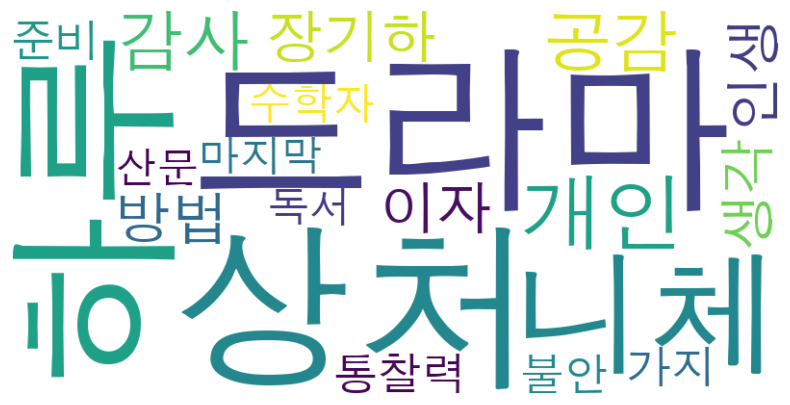 준비
감사
장기하
공감
인생
하루
드라마
수학자
마지막
산문
독서
방법
이자
개인
생각
상처
니체
통찰력
불안
가지